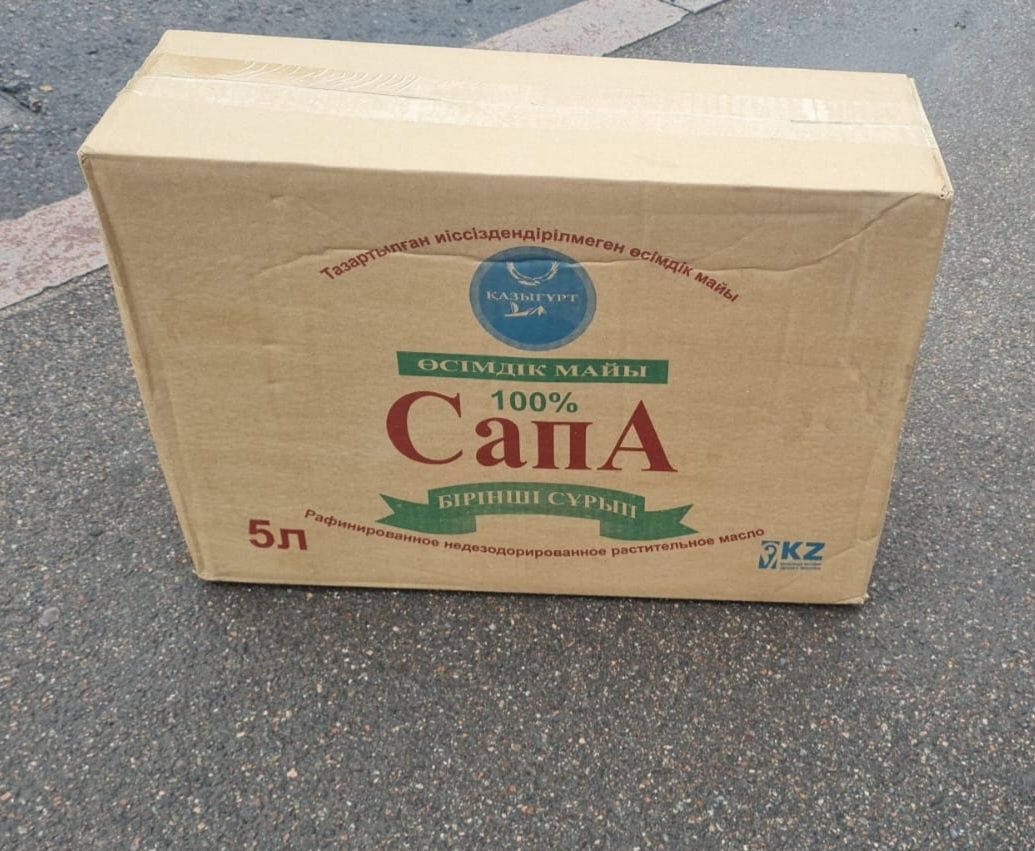 Тазартылған иіссіздендірілмеген өсімдік майы
ҚАЗЫҒҰРТ
ӨСІМДІК МАЙЫ
100%
СапА
БІРІНШІ СҰРЫП
5л
Рафинированное недезодорированное растительное масло
KZ